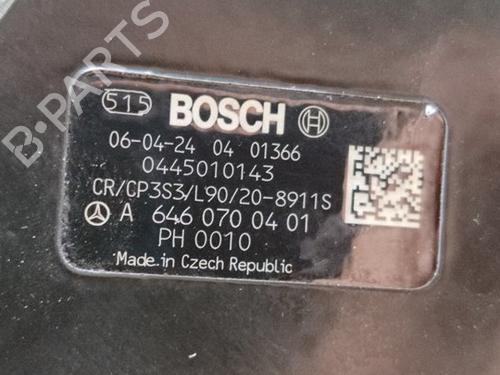 515 BOSCH
06-04-24 04 01366
0445010143
CR/CP3S3/L90/20-8911S
A 646 070 04 01
PH 0010
Made in Czech Republic
B-PARTS